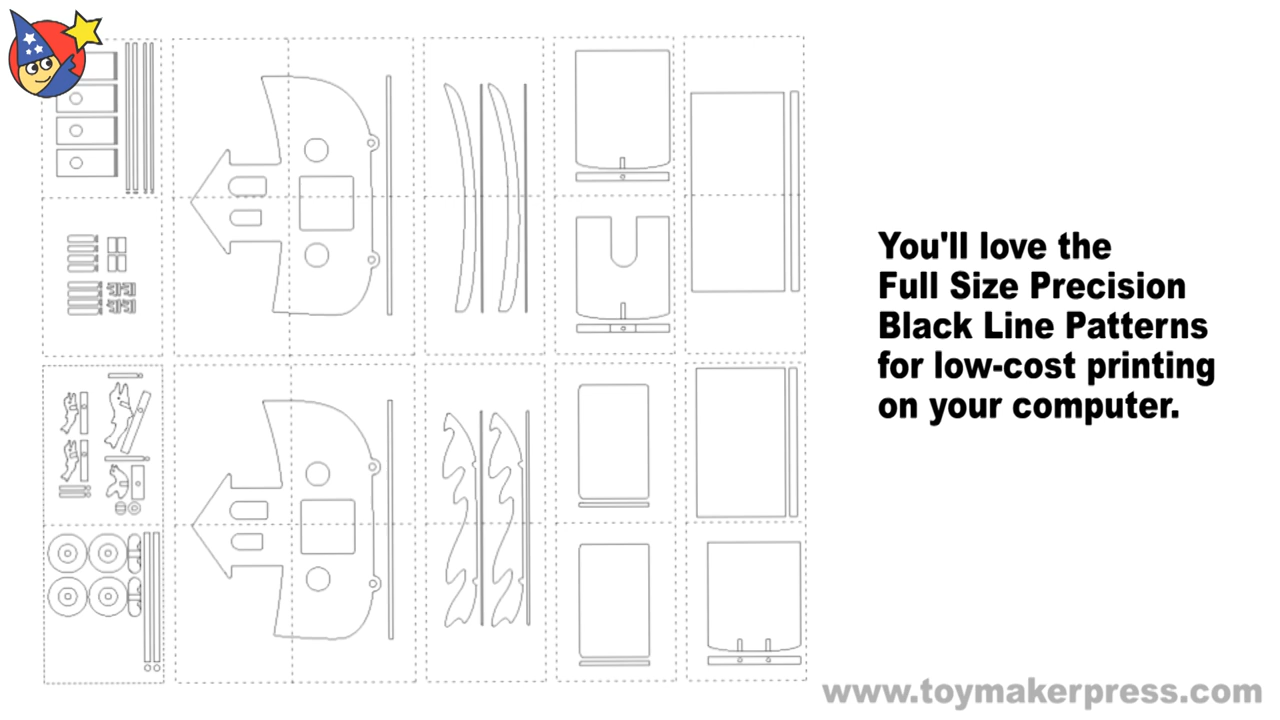 You'll love the
Full Size Precision
Black Line Patterns
for low-cost printing
on your computer.
www.toymakerpress.com